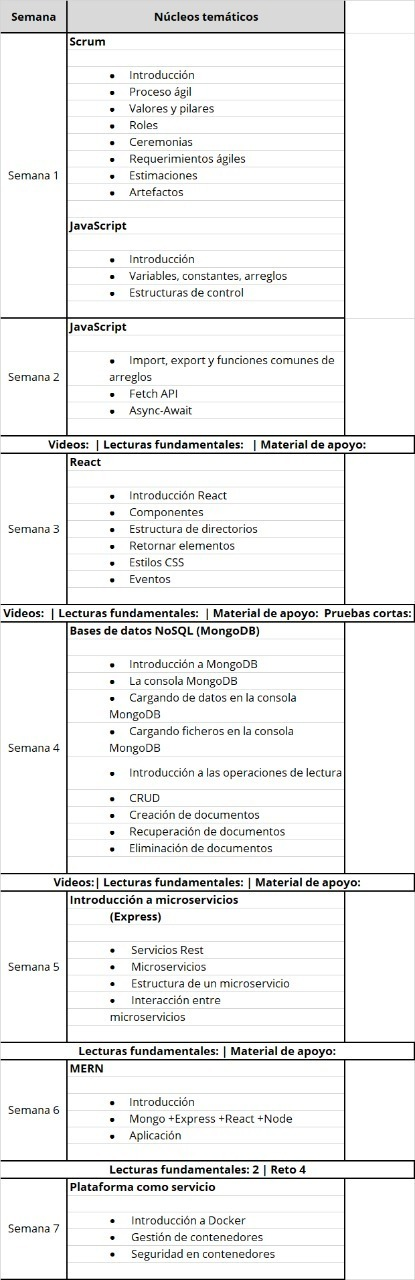 Semana Núcleos temáticos
Scrum
• Introducción
• Proceso ágil
• Valores y pilares
• Roles
• Ceremonias
• Requerimientos ágiles
• Estimaciones
• Artefactos
Semana 1
JavaScript
• Introducción
• Variables, constantes, arreglos
• Estructuras de control
JavaScript
• Import, export y funciones comunes de
arreglos
Semana 2
• Fetch API
• Async-Await
Videos: | Lecturas fundamentales: | Material de apoyo:
React
• Introducción React
• Componentes
Semana 3
• Estructura de directorios
• Retornar elementos
• Estilos CSS
• Eventos
Videos: | Lecturas fundamentales: | Material de apoyo: Pruebas cortas:
Bases de datos NoSQL (MongoDB)
• Introducción a MongoDB
• La consola MongoDB
• Cargando de datos en la consola
MongoDB
• Cargando ficheros en la consola
MongoDB
Semana 4
• Introducción a las operaciones de lectura
• CRUD
• Creación de documentos
• Recuperación de documentos
• Eliminación de documentos
Videos:| Lecturas fundamentales: | Material de apoyo:
Introducción a microservicios
(Express)
• Servicios Rest
Semana 5
• Microservicios
• Estructura de un microservicio
• Interacción entre
microservicios
Lecturas fundamentales: | Material de apoyo:
MERN
• Introducción
Semana 6
• Mongo +Express +React +Node
• Aplicación
Lecturas fundamentales: 2 | Reto 4
Plataforma como servicio
• Introducción a Docker
Semana 7
• Gestión de contenedores
• Seguridad en contenedores